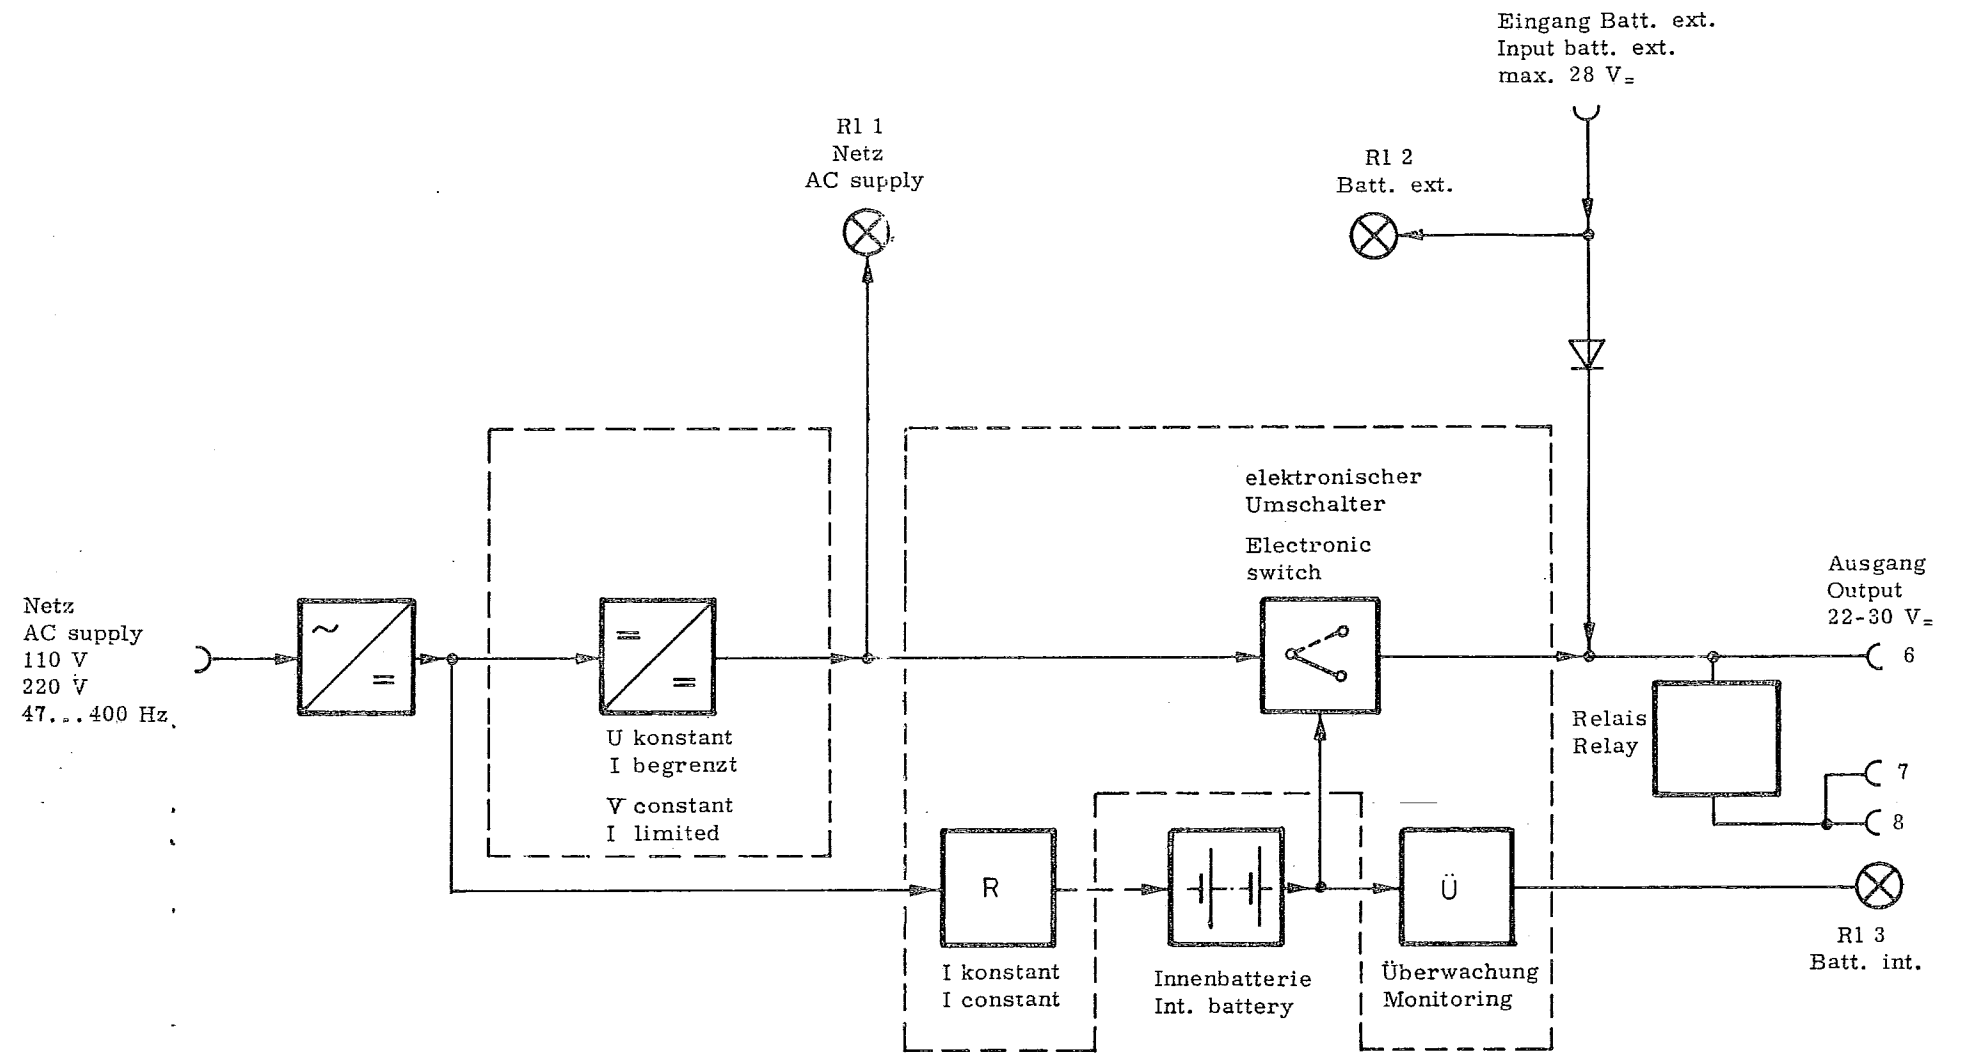 Eingang Batt. ext.
Input batt. ext.
max. 28 V=
Rl 1
Netz
AC supply
Rl 2
Batt. ext.
elektronischer
Umschalter
Electronic
switch
Netz
AC supply
110 V
220 V
47...400 Hz
~
=
=
=
U konstant
I begrenzt
V constant
I limited
Ausgang
Output
22-30 V=
6
Relais
Relay
7
8
R
I konstant
I constant
Innenbatterie
Int. battery
Ü
Überwachung
Monitoring
Rl 3
Batt. int.